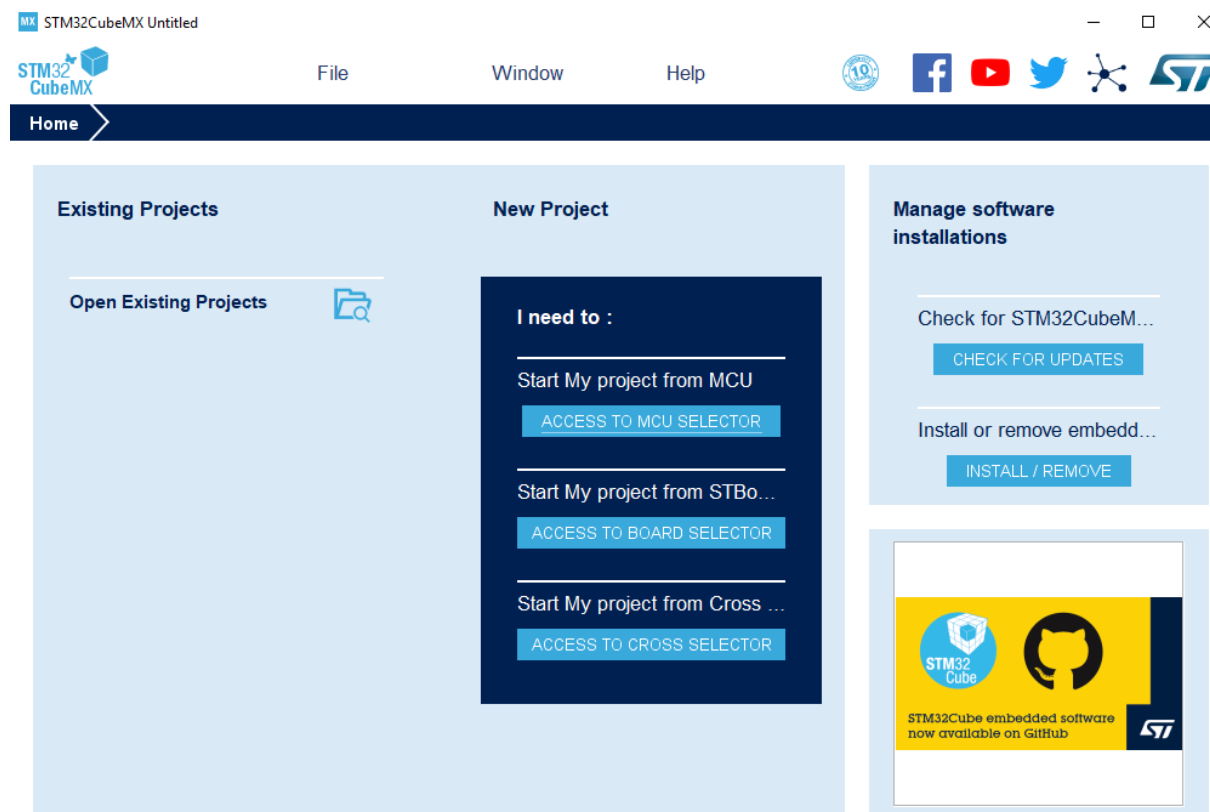 MX STM32CubeMX Untitled
STM32
CubeMX
File
Window
Help
10
Home
Existing Projects
Open Existing Projects
New Project
I need to :
Start My project from MCU
ACCESS TO MCU SELECTOR
Start My project from STBo...
ACCESS TO BOARD SELECTOR
Start My project from Cross ...
ACCESS TO CROSS SELECTOR
Manage software
installations
Check for STM32CubeM...
CHECK FOR UPDATES
Install or remove embedd...
INSTALL / REMOVE
STM32
Cube
STM32Cube embedded software
now available on GitHub